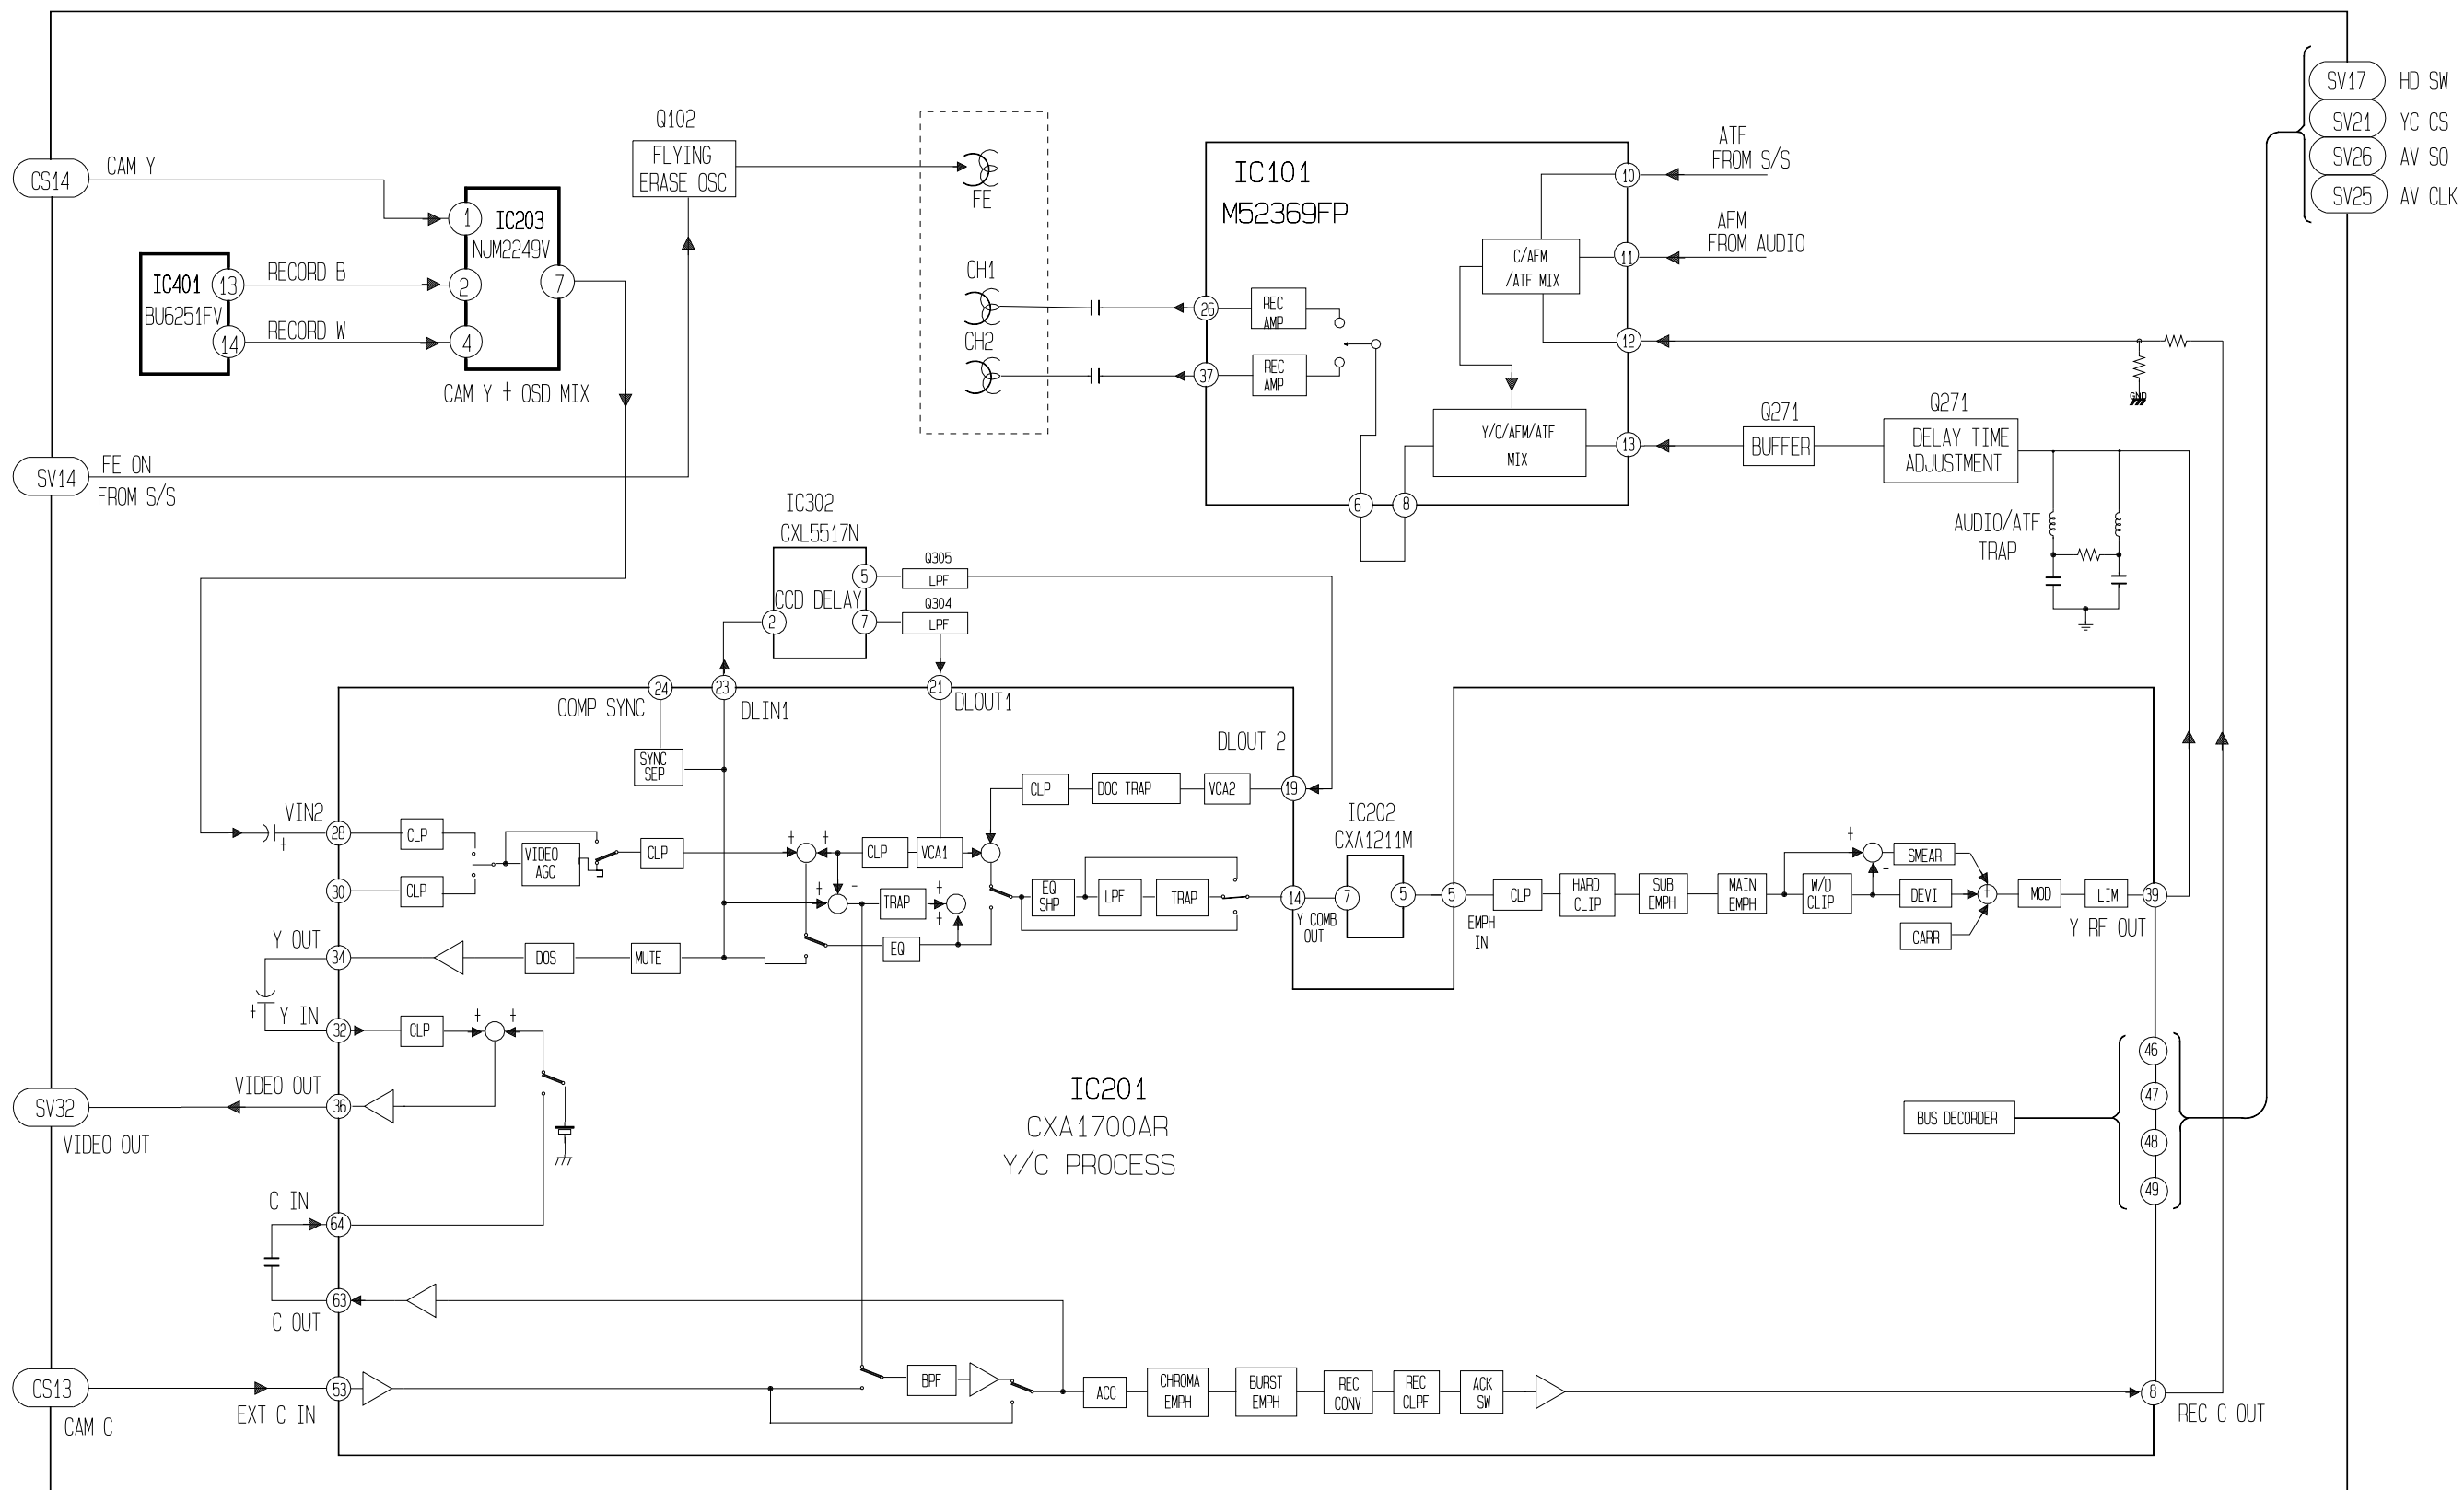 SV17 HD SW
SV21 YC CS
SV26 AV SO
SV25 AV CLK
CS14
CAM Y
1
IC203
NJM2249V
IC401
BU6251FV
13
RECORD B
2
7
14
RECORD W
4
CAM Y + OSD MIX
Q102
FLYING
ERASE OSC
FE
CH1
CH2
IC101
M52369FP
10
ATF
FROM S/S
11
AFM
FROM AUDIO
C/AFM
/ATF MIX
26
REC
AMP
12
37
REC
AMP
GND
Y/C/AFM/ATF
MIX
13
Q271
BUFFER
Q271
DELAY TIME
ADJUSTMENT
6
8
AUDIO/ATF
TRAP
SV14
FE ON
FROM S/S
IC302
CXL5517N
CCD DELAY
5
2
7
Q305
LPF
Q304
LPF
COMP SYNC
24
23
DLIN1
21
DLOUT1
SYNC
SEP
DLOUT 2
CLP
DOC TRAP
VCA2
19
IC202
CXA1211M
VIN2
+
28
CLP
30
CLP
VIDEO
AGC
CLP
+
+
CLP
VCA1
+
-
TRAP
+
+
EQ
EQ
SHP
LPF
TRAP
14
Y COMB
OUT
7
5
5
EMPH
IN
CLP
HARD
CLIP
SUB
EMPH
MAIN
EMPH
W/D
CLIP
+
-
SMEAR
DEVI
CARR
+
MOD
LIM
39
Y RF OUT
Y OUT
34
DOS
MUTE
+
Y IN
32
CLP
+
+
VIDEO OUT
36
SV32
VIDEO OUT
IC201
CXA1700AR
Y/C PROCESS
BUS DECORDER
46
47
48
49
C IN
64
63
C OUT
CS13
CAM C
EXT C IN
53
BPF
ACC
CHROMA
EMPH
BURST
EMPH
REC
CONV
REC
CLPF
ACK
SW
8
REC C OUT